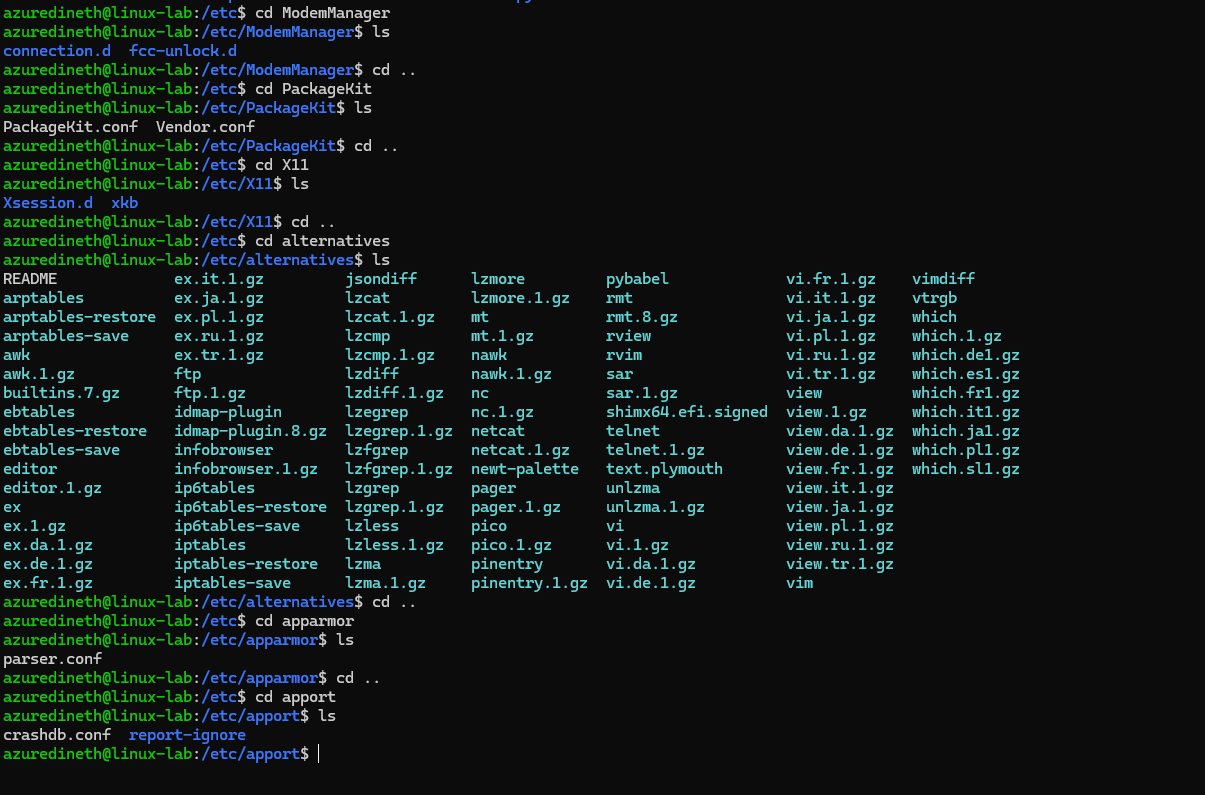 azuredineth@linux-lab:/etc$ cd ModemManager
azuredineth@linux-lab:/etc/ModemManager$ ls
connection.d  fcc-unlock.d
azuredineth@linux-lab:/etc/ModemManager$ cd ..
azuredineth@linux-lab:/etc$ cd PackageKit
azuredineth@linux-lab:/etc/PackageKit$ ls
PackageKit.conf  Vendor.conf
azuredineth@linux-lab:/etc/PackageKit$ cd ..
azuredineth@linux-lab:/etc$ cd X11
azuredineth@linux-lab:/etc/X11$ ls
Xsession.d  xkb
azuredineth@linux-lab:/etc/X11$ cd ..
azuredineth@linux-lab:/etc$ cd alternatives
azuredineth@linux-lab:/etc/alternatives$ ls
README             ex.it.1.gz        jsondiff      lzmore         pybabel            vi.fr.1.gz    vimdiff
arptables          ex.ja.1.gz        lzcat         lzmore.1.gz    rmt                vi.it.1.gz    vtrgb
arptables-restore  ex.pl.1.gz        lzcat.1.gz    mt             rmt.8.gz           vi.ja.1.gz    which
arptables-save     ex.ru.1.gz        lzcmp         mt.1.gz        rview              vi.pl.1.gz    which.1.gz
awk                ex.tr.1.gz        lzcmp.1.gz    nawk           rvim               vi.ru.1.gz    which.de1.gz
awk.1.gz           ftp               lzdiff        nawk.1.gz      sar                vi.tr.1.gz    which.es1.gz
builtins.7.gz      ftp.1.gz          lzdiff.1.gz   nc             sar.1.gz           view          which.fr1.gz
ebtables           idmap-plugin      lzegrep       nc.1.gz        shimx64.efi.signed  view.1.gz     which.it1.gz
ebtables-restore   idmap-plugin.8.gz  lzegrep.1.gz  netcat         telnet             view.da.1.gz  which.ja1.gz
ebtables-save      infobrowser       lzfgrep       netcat.1.gz    telnet.1.gz        view.de.1.gz  which.pl1.gz
editor             infobrowser.1.gz  lzfgrep.1.gz  newt-palette   text.plymouth      view.fr.1.gz  which.sl1.gz
editor.1.gz        ip6tables         lzgrep        pager          unlzma             view.it.1.gz
ex                 ip6tables-restore  lzgrep.1.gz   pager.1.gz     unlzma.1.gz        view.ja.1.gz
ex.1.gz            ip6tables-save    lzless        pico           vi                 view.pl.1.gz
ex.da.1.gz         iptables          lzless.1.gz   pico.1.gz      vi.1.gz            view.ru.1.gz
ex.de.1.gz         iptables-restore  lzma          pinentry       vi.da.1.gz         view.tr.1.gz
ex.fr.1.gz         iptables-save     lzma.1.gz     pinentry.1.gz  vi.de.1.gz         vim
azuredineth@linux-lab:/etc/alternatives$ cd ..
azuredineth@linux-lab:/etc$ cd apparmor
azuredineth@linux-lab:/etc/apparmor$ ls
parser.conf
azuredineth@linux-lab:/etc/apparmor$ cd ..
azuredineth@linux-lab:/etc$ cd apport
azuredineth@linux-lab:/etc/apport$ ls
crashdb.conf  report-ignore
azuredineth@linux-lab:/etc/apport$